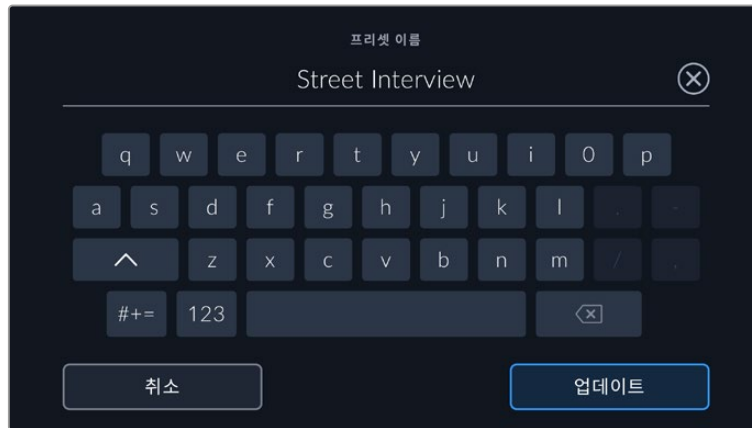 프리셋 이름
Street Interview
q w e r t y u i O p
a s d f g h j k l . -
z x c v b n m / ,
#+= 123
취소 업데이트